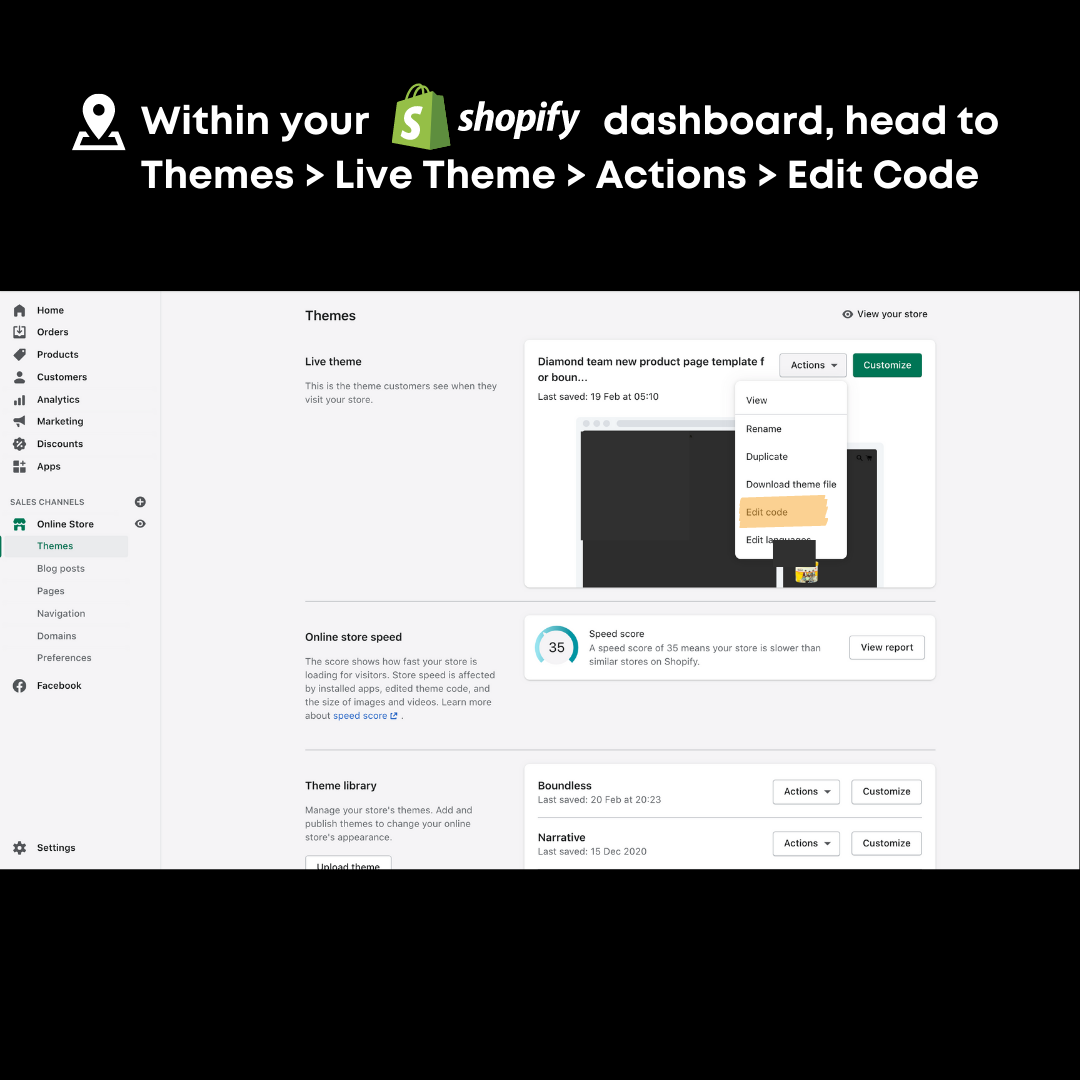 Within your shopify dashboard, head to
Themes > Live Theme > Actions > Edit Code
Home
Orders
Products
Customers
Analytics
Marketing
Discounts
Apps
SALES CHANNELS
Online Store
Themes
Blog posts
Pages
Navigation
Domains
Preferences
Facebook
Settings
Themes
View your store
Live theme
This is the theme customers see when they
visit your store.
Diamond team new product page template f
or boun...
Last saved: 19 Feb at 05:10
Actions
Customize
View
Rename
Duplicate
Download theme file
Edit code
Edit languages
Online store speed
The score shows how fast your store is
loading for visitors. Store speed is affected
by installed apps, edited theme code, and
the size of images and videos. Learn more
about speed score .
35
Speed score
A speed score of 35 means your store is slower than
similar stores on Shopify.
View report
Theme library
Manage your store's themes. Add and
publish themes to change your online
store's appearance.
Upload theme
Boundless
Last saved: 20 Feb at 20:23
Actions
Customize
Narrative
Last saved: 15 Dec 2020
Actions
Customize